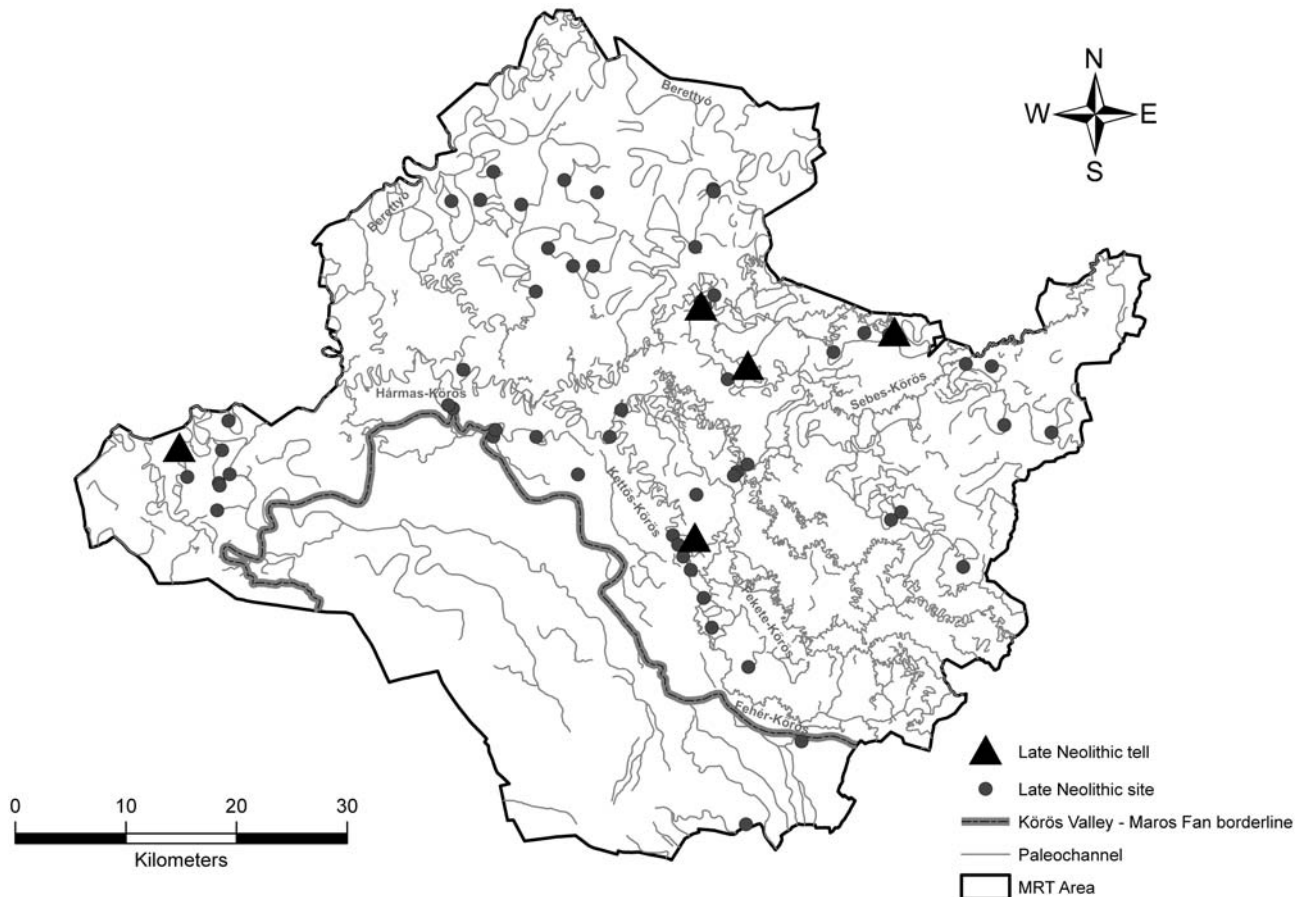 N
W
E
S
Berettyó
Berettyó
Hármas-Körös
Sebes-Körös
Kettös-Körös
Fekete-Körös
Fehér-Körös
Late Neolithic tell
Late Neolithic site
Körös Valley - Maros Fan borderline
Paleochannel
MRT Area
0 10 20 30
Kilometers